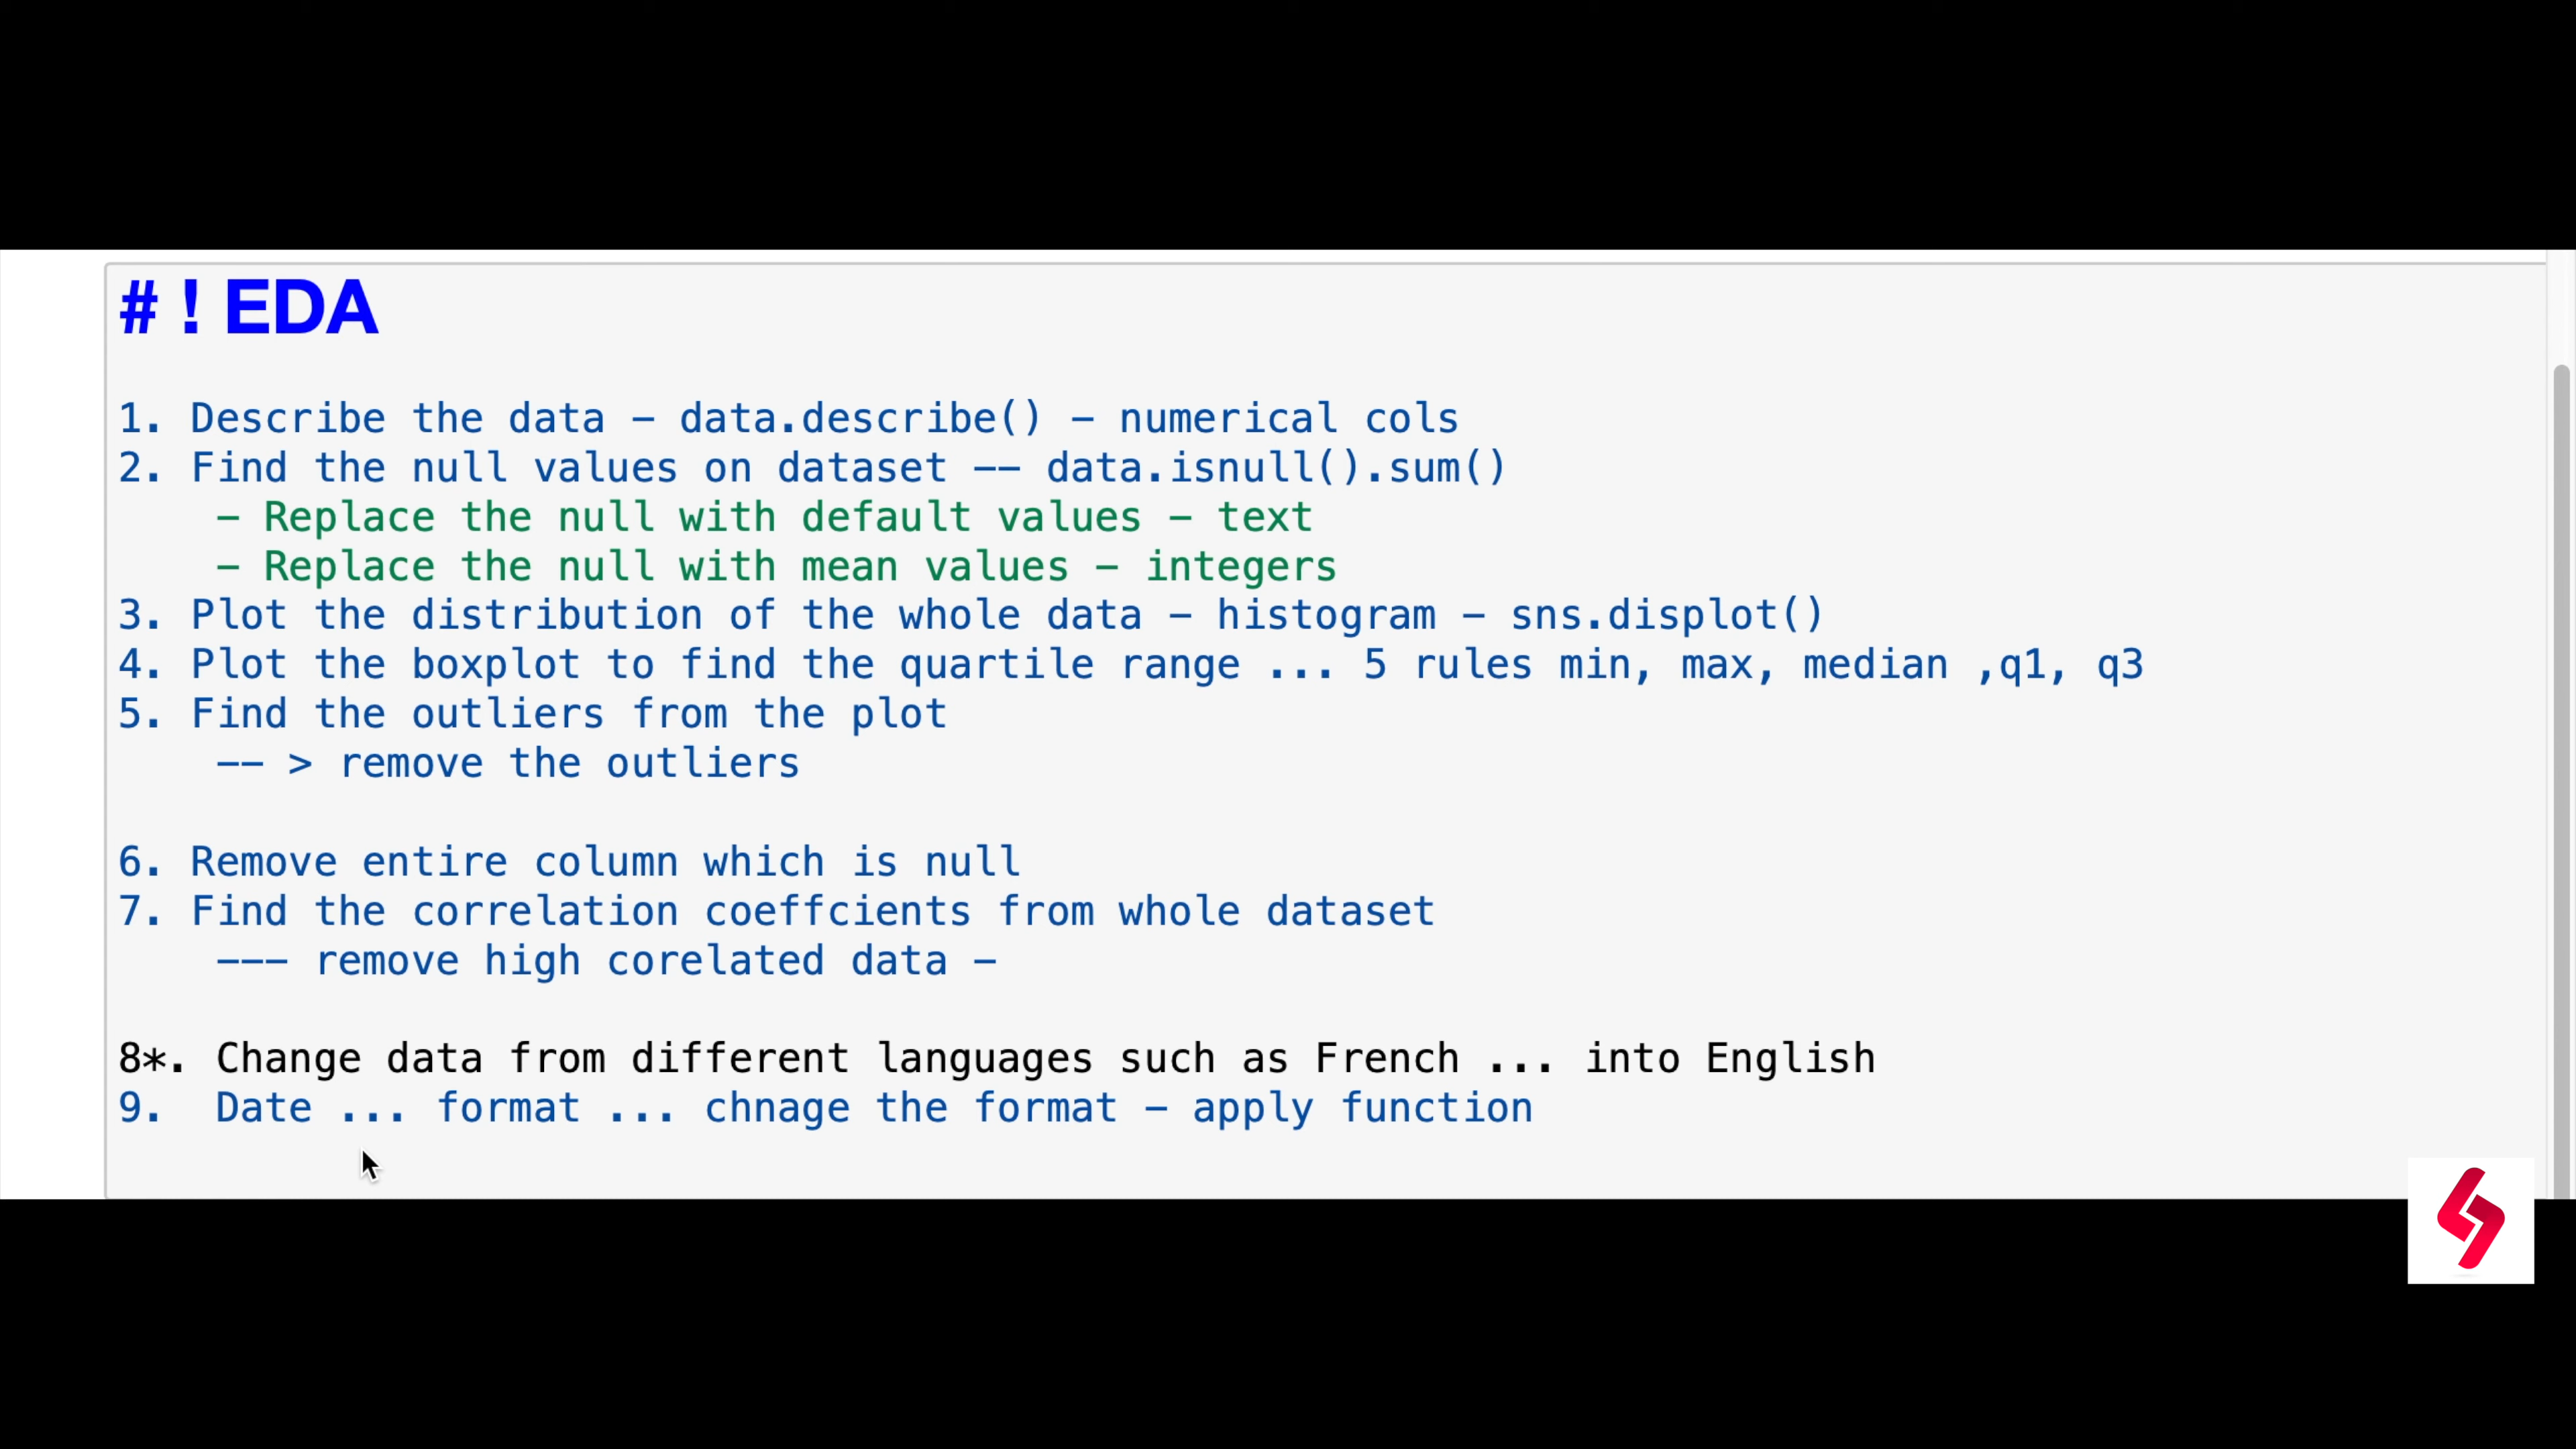 # ! EDA
1. Describe the data – data.describe() – numerical cols
2. Find the null values on dataset –– data.isnull().sum()
– Replace the null with default values – text
– Replace the null with mean values – integers
3. Plot the distribution of the whole data – histogram – sns.displot()
4. Plot the boxplot to find the quartile range ... 5 rules min, max, median ,q1, q3
5. Find the outliers from the plot
–– > remove the outliers
6. Remove entire column which is null
7. Find the correlation coeffcients from whole dataset
––– remove high corelated data –
8*. Change data from different languages such as French ... into English
9. Date ... format ... chnage the format – apply function